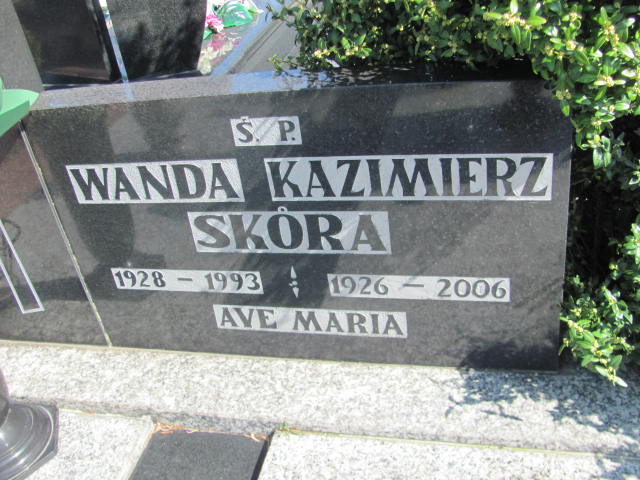 Ś. P.
WANDA KAZIMIERZ
SKÓRA
1928 - 1993 1926 - 2006
AVE MARIA